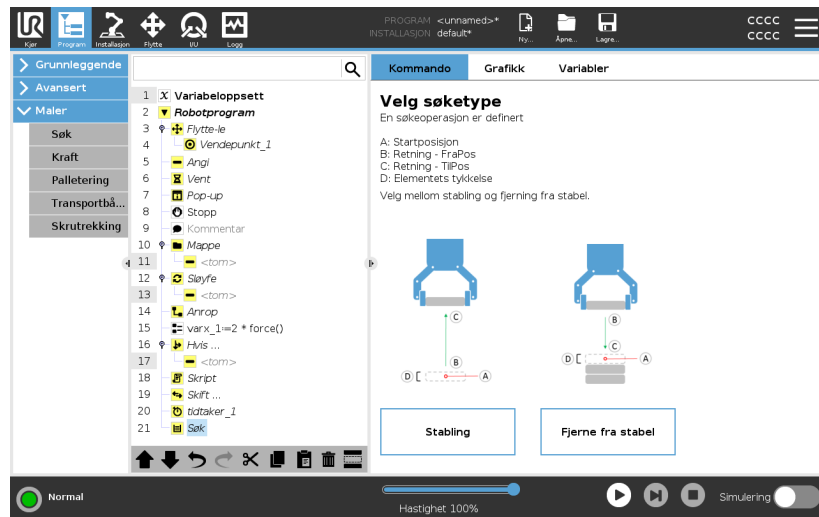 UR
PROGRAM <unnamed>*
INSTALLASJON default*
CCCC
CCCC
Kjør Program Installasjon Flytte I/U Logg Ny... Åpne... Lagre...
Grunnleggende
Avansert
Maler
Søk
Kraft
Palletering
Transportbå...
Skrutrekking
1 X Variabeloppsett
2 Robotprogram
3 Flytte-le
4 Vendepunkt_1
5 Angi
6 Vent
7 Pop-up
8 Stopp
9 Kommentar
10 Mappe
11 <tom>
12 Sløyfe
13 <tom>
14 Anrop
15 varx_1:=2 * force()
16 Hvis ...
17 <tom>
18 Skript
19 Skift ...
20 tidtaker_1
21 Søk
Kommando Grafikk Variabler
Velg søketype
En søkeoperasjon er definert
A: Startposisjon
B: Retning - FraPos
C: Retning - TilPos
D: Elementets tykkelse
Velg mellom stabling og fjerning fra stabel.
C
B
D
A
B
C
D
A
Stabling
Fjerne fra stabel
Normal
Hastighet 100%
Simulering